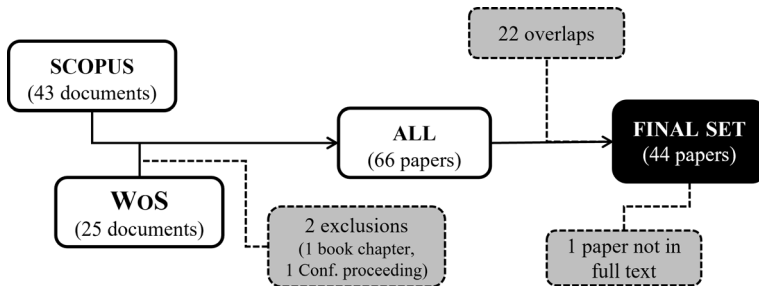 SCOPUS
(43 documents)
22 overlaps
ALL
(66 papers)
FINAL SET
(44 papers)
WOS
(25 documents)
2 exclusions
(1 book chapter,
1 Conf. proceeding)
1 paper not in
full text